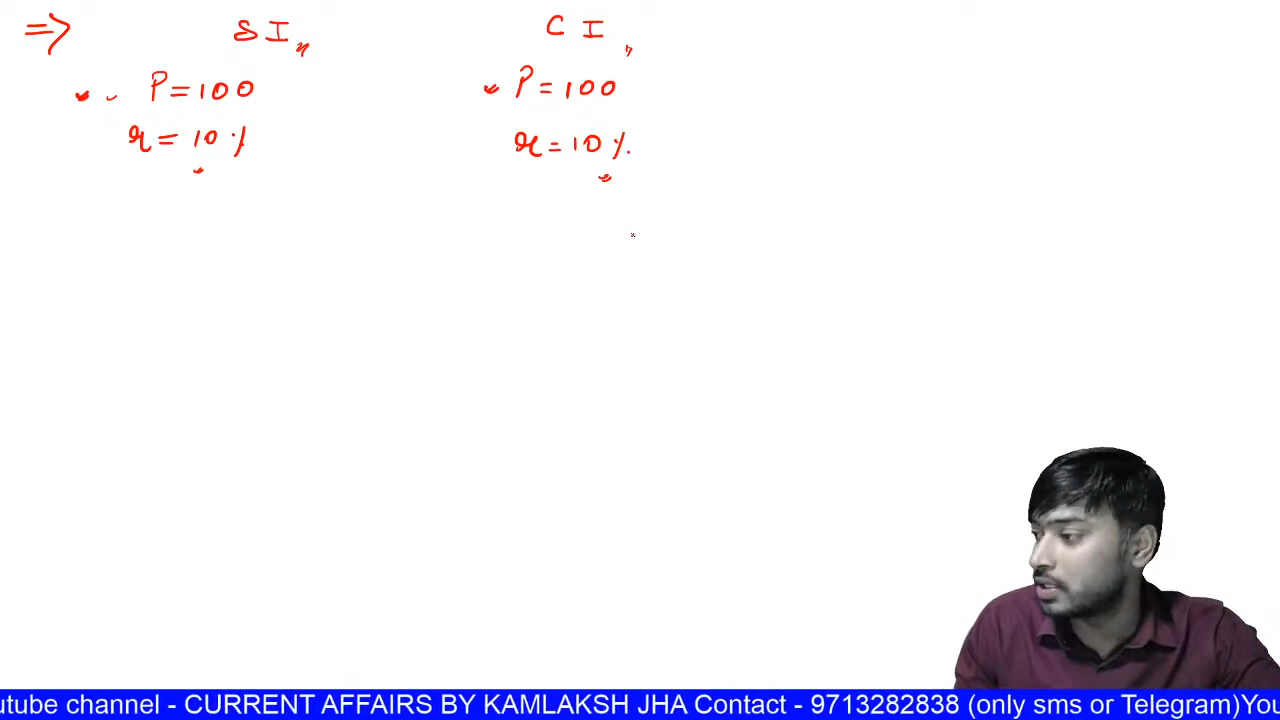 ⇒ SI CI
P = 100 P = 100
r = 10% r = 10%
utube channel - CURRENT AFFAIRS BY KAMLAKSH JHA Contact - 9713282838 (only sms or Telegram)You